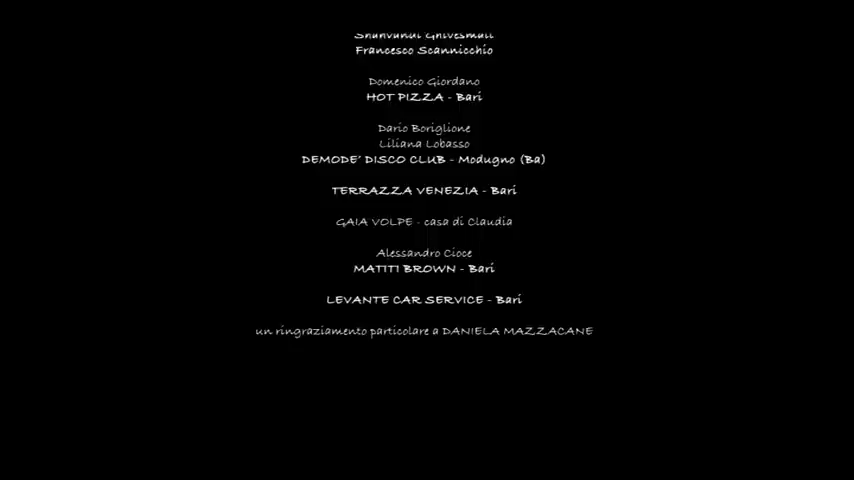 Francesco Scannicchio
Domenico Giordano
HOT PIZZA - Bari
Dario Boriglione
Liliana Lobasso
DEMODE' DISCO CLUB - Modugno (Ba)
TERRAZZA VENEZIA - Bari
GAIA VOLPE - casa di Claudia
Alessandro Cioce
MATITI BROWN - Bari
LEVANTE CAR SERVICE - Bari
un ringraziamento particolare a DANIELA MAZZACANE